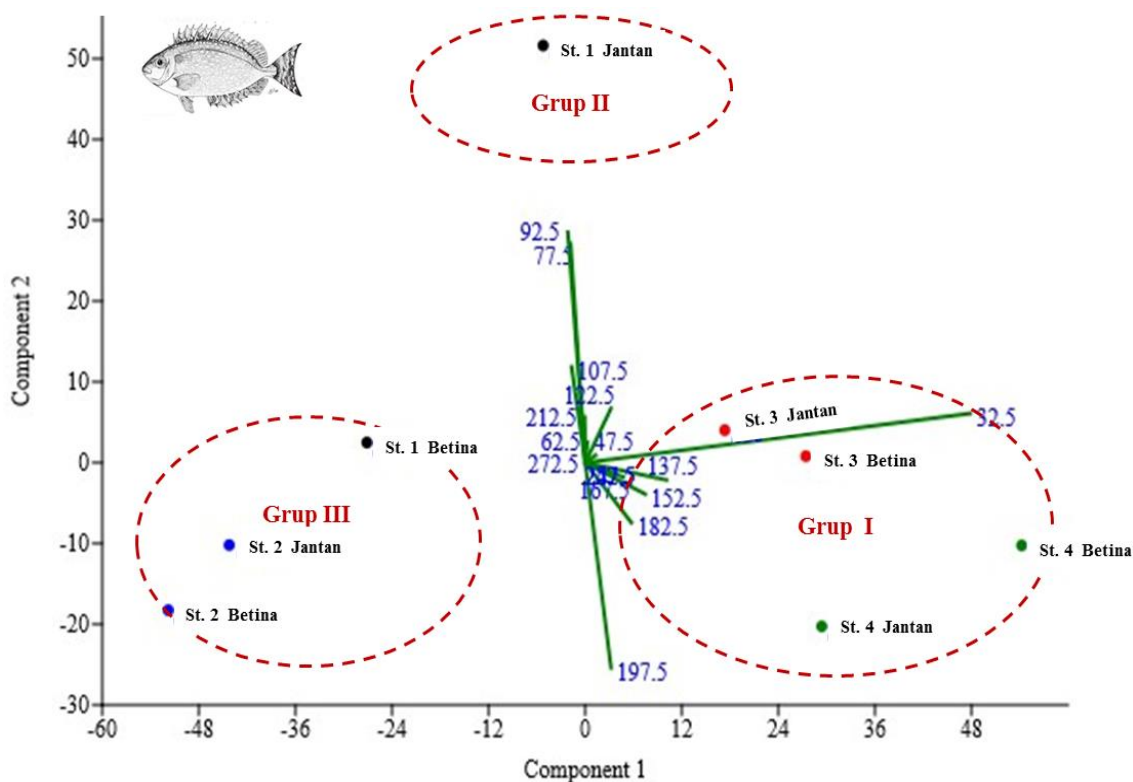 50
40
30
20
10
0
-10
-20
-30
Component 2
St. 1 Jantan
Grup II
92.5
77.5
107.5
122.5
212.5
62.5
47.5
272.5
137.5
167.5
152.5
182.5
197.5
32.5
St. 3 Jantan
St. 3 Betina
Grup I
St. 4 Betina
St. 4 Jantan
St. 1 Betina
Grup III
St. 2 Jantan
St. 2 Betina
-60 -48 -36 -24 -12 0 12 24 36 48
Component 1